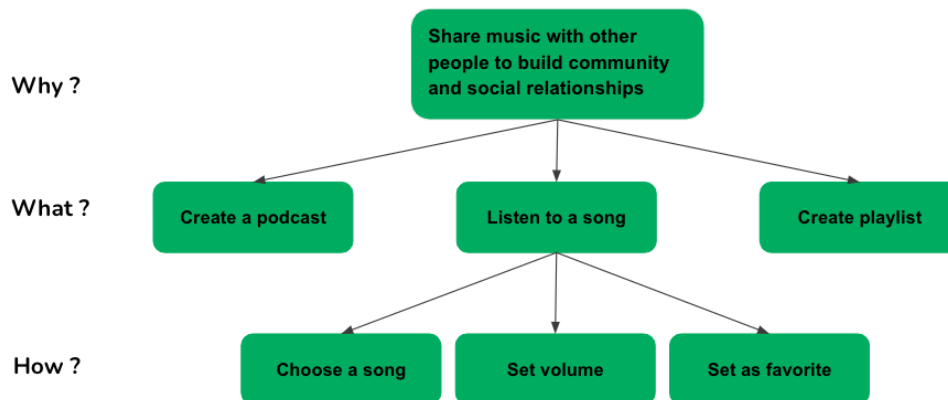 Why ?
Share music with other
people to build community
and social relationships
What ?
Create a podcast
Listen to a song
Create playlist
How ?
Choose a song
Set volume
Set as favorite